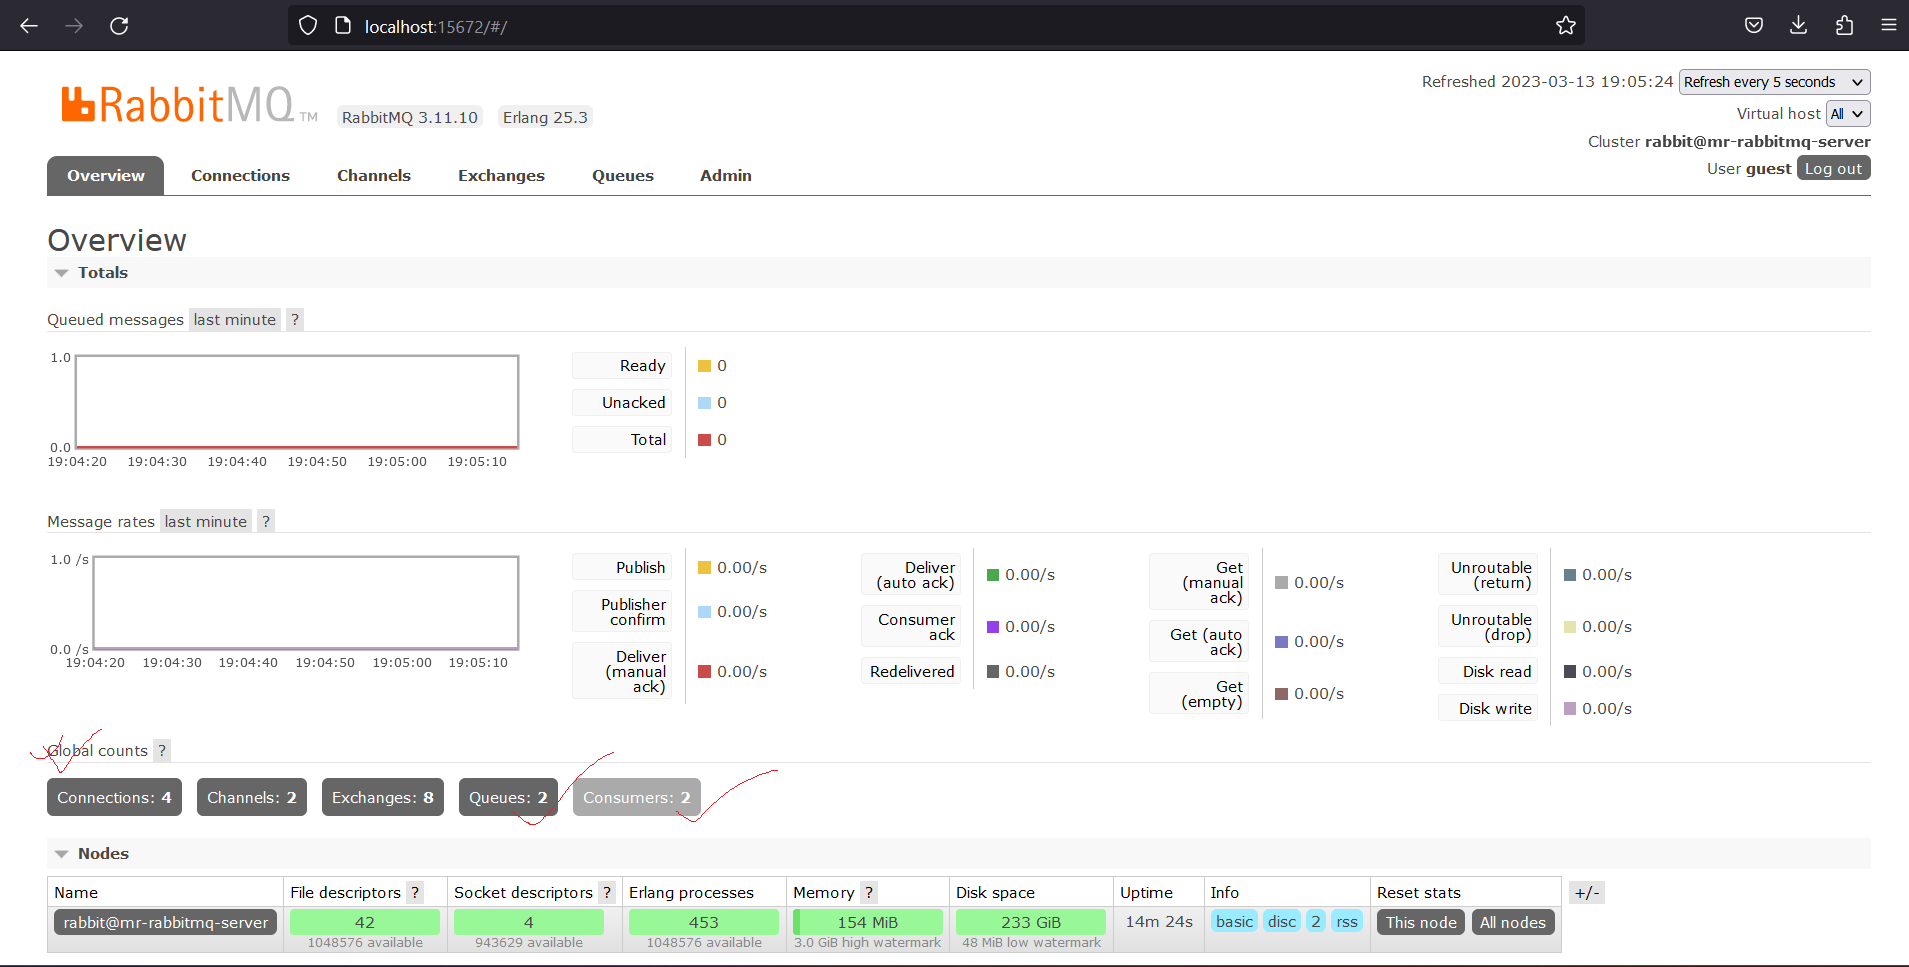 localhost:15672/#/
RabbitMQ TM RabbitMQ 3.11.10 Erlang 25.3
Refreshed 2023-03-13 19:05:24 Refresh every 5 seconds
Virtual host All
Cluster rabbit@mr-rabbitmq-server
User guest Log out
Overview Connections Channels Exchanges Queues Admin
Overview
Totals
Queued messages last minute ?
1.0
0.0
19:04:20 19:04:30 19:04:40 19:04:50 19:05:00 19:05:10
Ready 0
Unacked 0
Total 0
Message rates last minute ?
1.0 /s
0.0 /s
19:04:20 19:04:30 19:04:40 19:04:50 19:05:00 19:05:10
Publish 0.00/s
Publisher
confirm 0.00/s
Deliver
(manual
ack) 0.00/s
Deliver
(auto ack) 0.00/s
Consumer
ack 0.00/s
Redelivered 0.00/s
Get
(manual
ack) 0.00/s
Get (auto
ack) 0.00/s
Get
(empty) 0.00/s
Unroutable
(return) 0.00/s
Unroutable
(drop) 0.00/s
Disk read 0.00/s
Disk write 0.00/s
Global counts ?
Connections: 4 Channels: 2 Exchanges: 8 Queues: 2 Consumers: 2
Nodes
Name File descriptors ? Socket descriptors ? Erlang processes Memory ? Disk space Uptime Info Reset stats +/-
rabbit@mr-rabbitmq-server 42 4 453 154 MiB 233 GiB 14m 24s basic disc 2 rss This node All nodes
1048576 available 943629 available 1048576 available 3.0 GiB high watermark 48 MiB low watermark